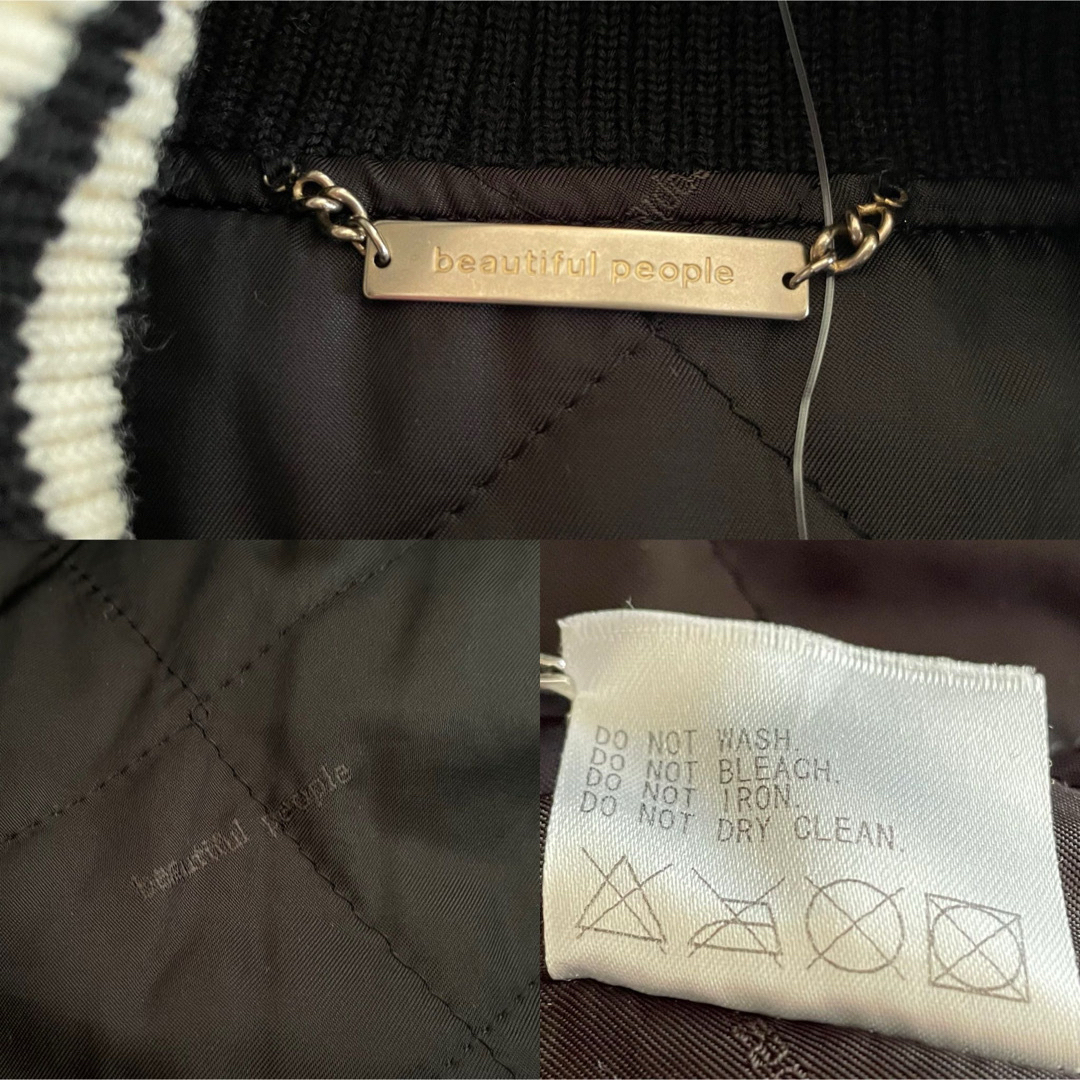 beautiful people
beautiful people
DO NOT WASH.
DO NOT BLEACH.
DO NOT IRON.
DO NOT DRY CLEAN.